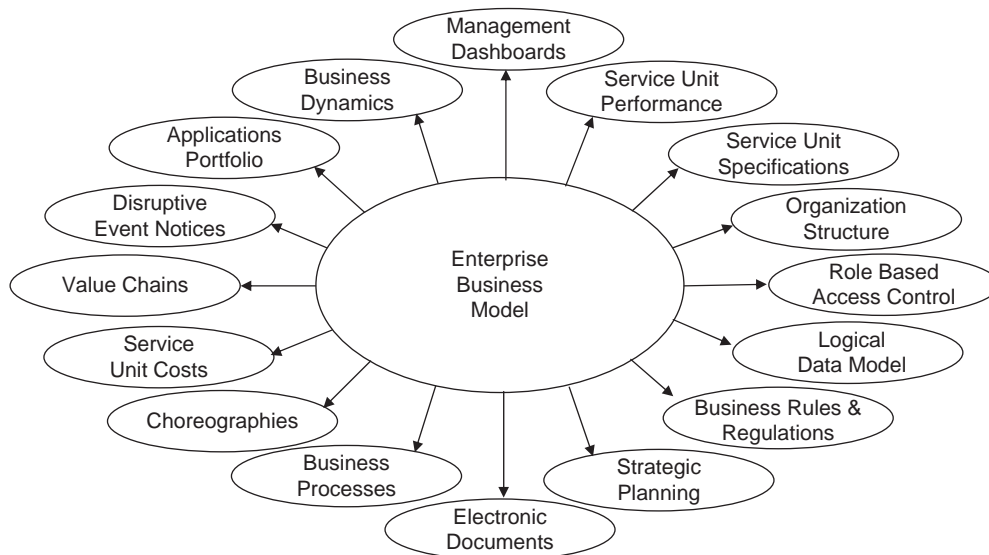 Management
Dashboards
Business
Dynamics
Service Unit
Performance
Applications
Portfolio
Service Unit
Specifications
Disruptive
Event Notices
Organization
Structure
Enterprise
Business
Model
Value Chains
Role Based
Access Control
Service
Unit Costs
Logical
Data Model
Choreographies
Business Rules &
Regulations
Business
Processes
Strategic
Planning
Electronic
Documents